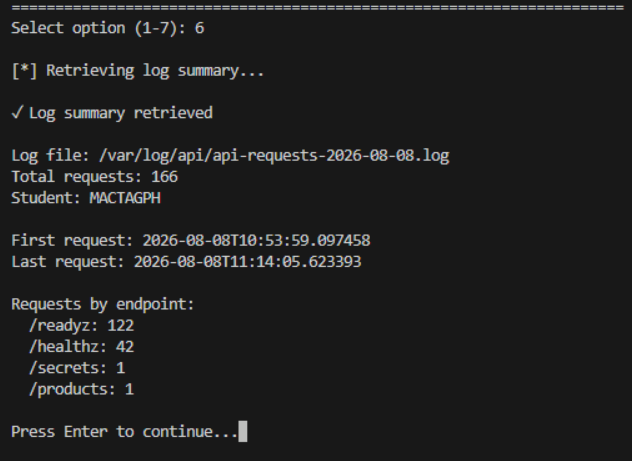 ======================================================================
Select option (1-7): 6
[*] Retrieving log summary...
✓ Log summary retrieved
Log file: /var/log/api/api-requests-2026-08-08.log
Total requests: 166
Student: MACTAGPH
First request: 2026-08-08T10:53:59.097458
Last request: 2026-08-08T11:14:05.623393
Requests by endpoint:
  /readyz: 122
  /healthz: 42
  /secrets: 1
  /products: 1
Press Enter to continue...